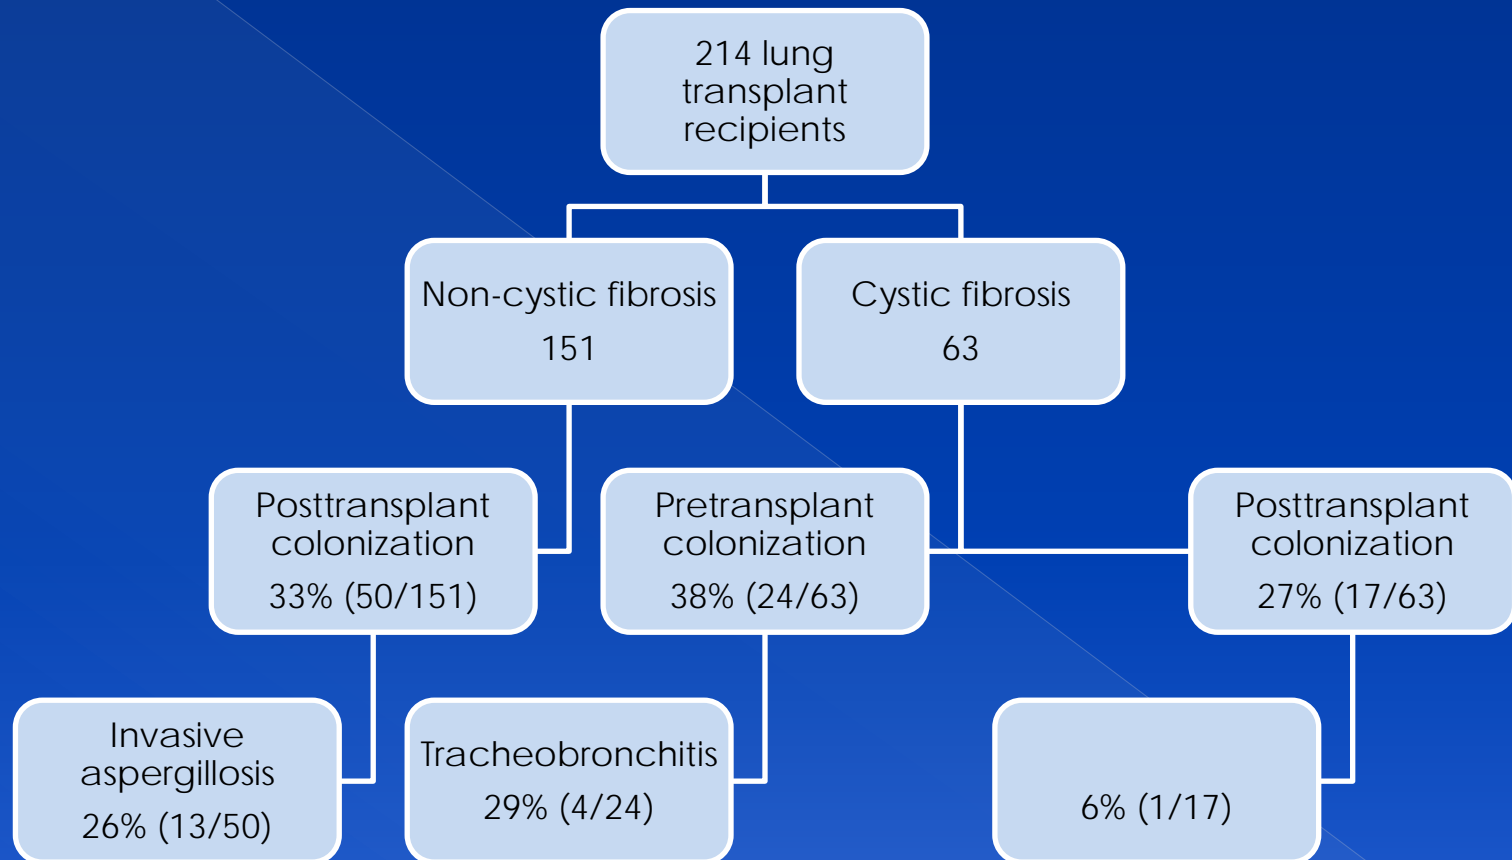 214 lung
transplant
recipients
Non-cystic fibrosis
151
Cystic fibrosis
63
Posttransplant
colonization
33% (50/151)
Pretransplant
colonization
38% (24/63)
Posttransplant
colonization
27% (17/63)
Invasive
aspergillosis
26% (13/50)
Tracheobronchitis
29% (4/24)
6% (1/17)